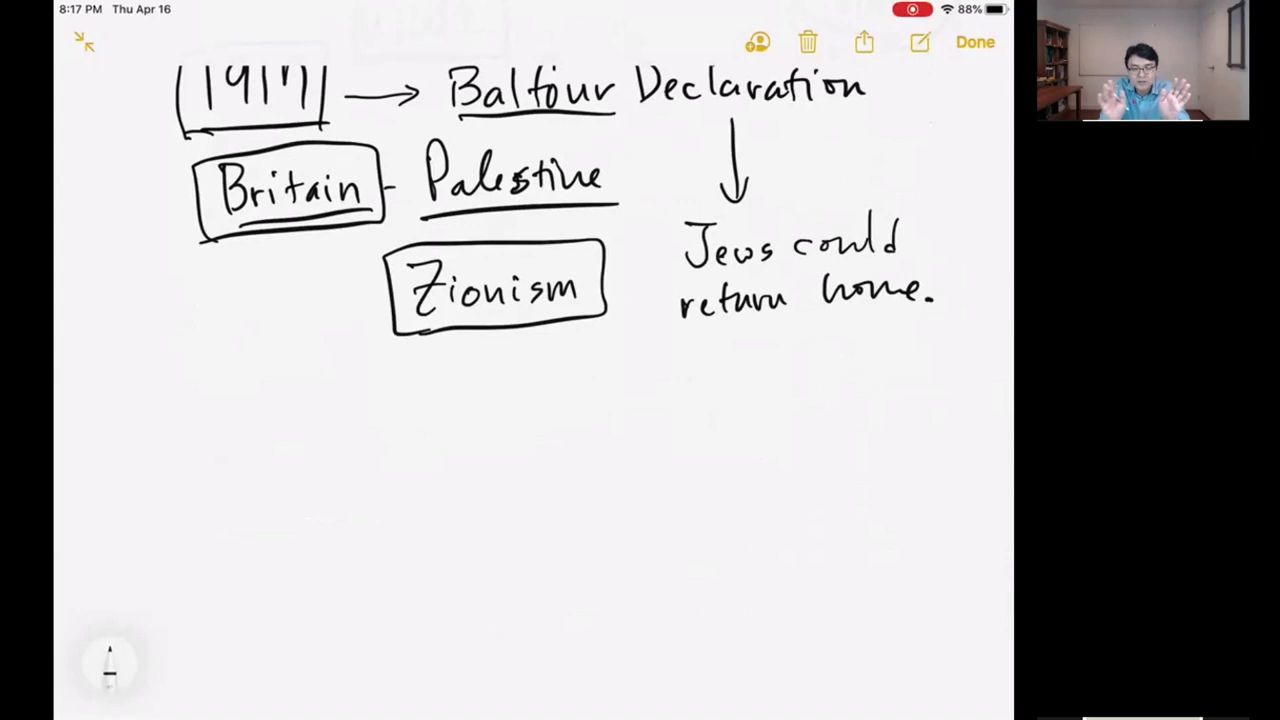 8:17 PM Thu Apr 16
88%
Done
1917 → Balfour Declaration
Britain - Palestine
Zionism
Jews could
return home.